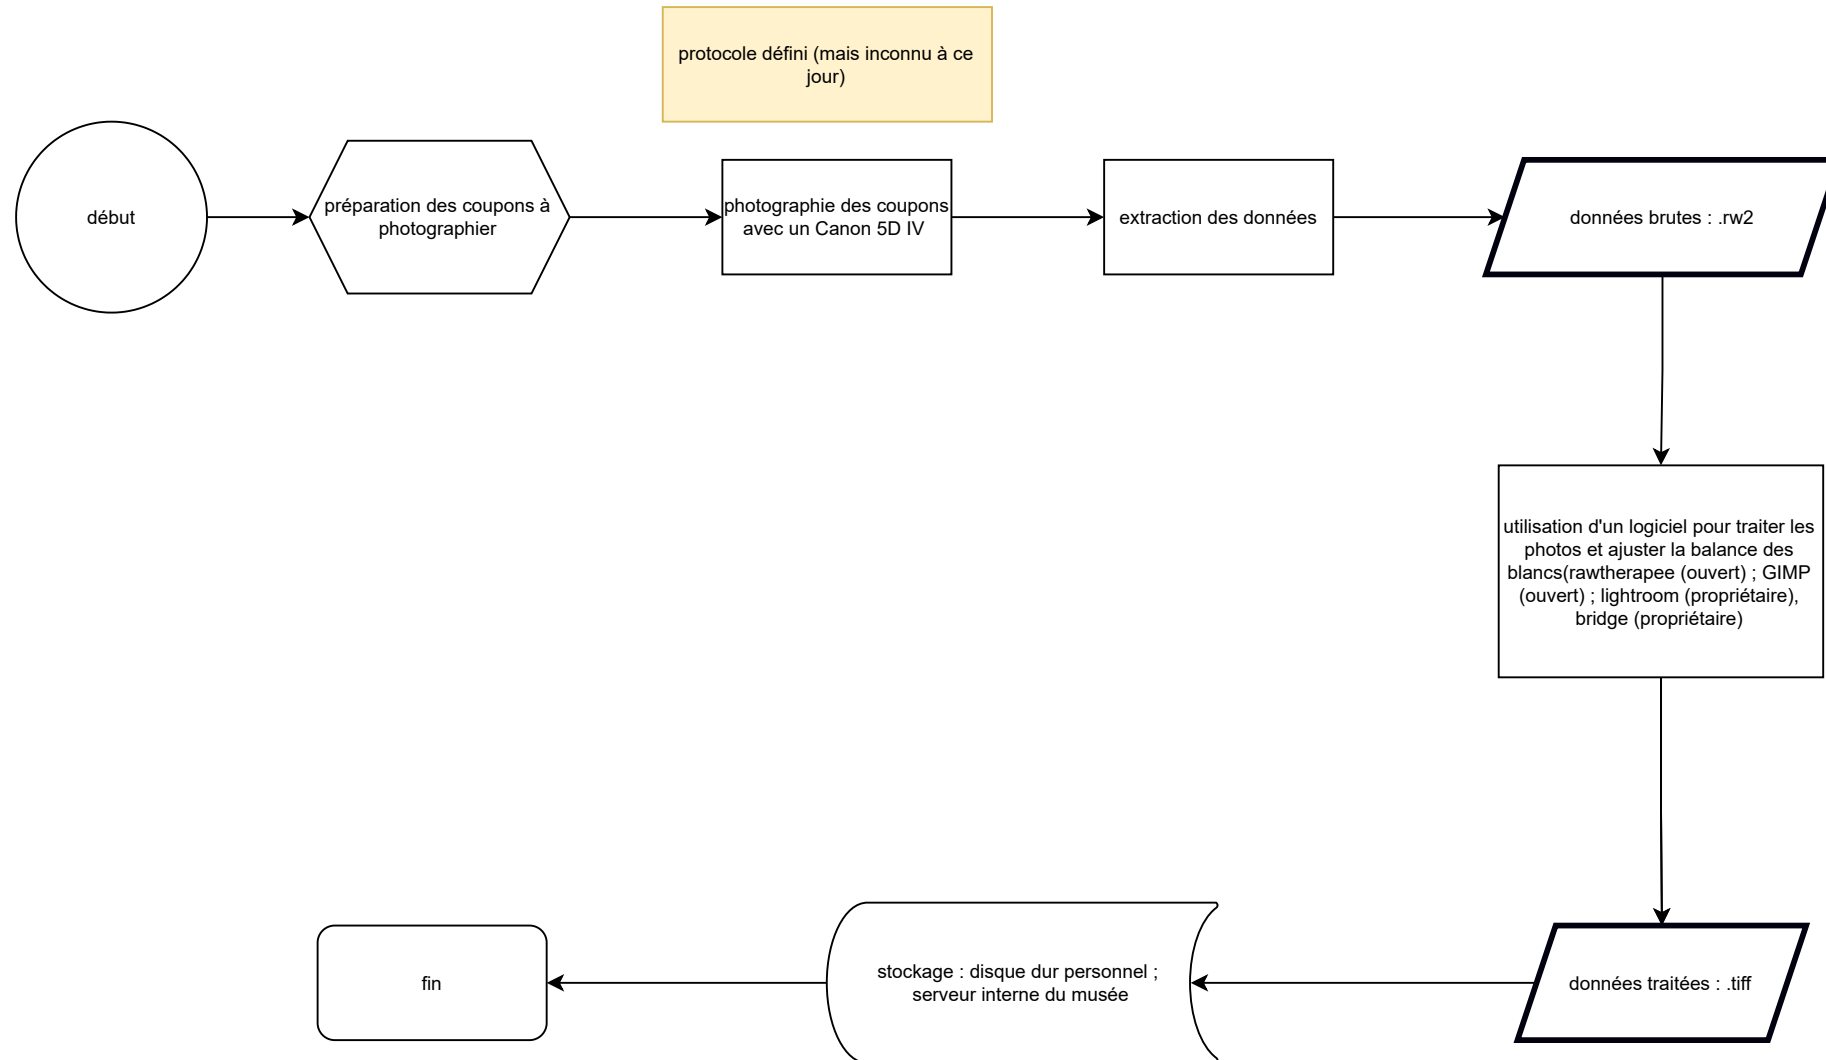 protocole défini (mais inconnu à ce
jour)
début
préparation des coupons à
photographier
photographie des coupons
avec un Canon 5D IV
extraction des données
données brutes : .rw2
utilisation d'un logiciel pour traiter les
photos et ajuster la balance des
blancs(rawtherapee (ouvert) ; GIMP
(ouvert) ; lightroom (propriétaire),
bridge (propriétaire)
données traitées : .tiff
stockage : disque dur personnel ;
serveur interne du musée
fin